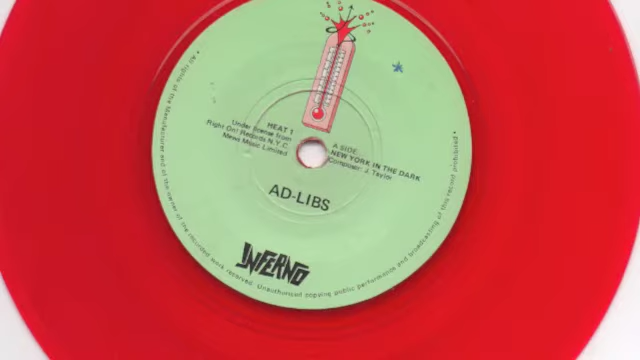 HEAT 1
Under license from
Right On! Records N.Y.C.
Mews Music Limited
A SIDE:
NEW YORK IN THE DARK
Composer: J. Taylor
AD-LIBS
INFERNO
• All rights of the Manufacturer and of the owner of the recorded work reserved. Unauthorised copying public performance and broadcasting of this record prohibited •